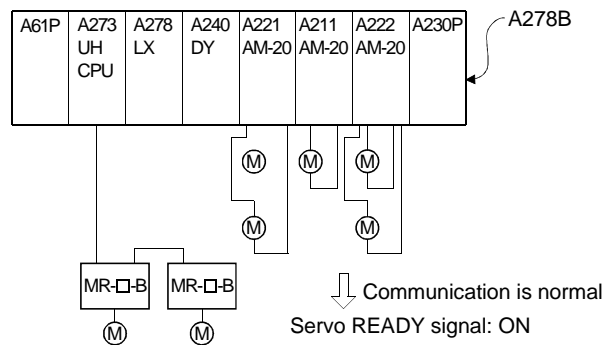 A61P
A273
UH
CPU
A278
LX
A240
DY
A221
AM-20
A211
AM-20
A222
AM-20
A230P
A278B
M
M
M
M
M
MR-□-B
MR-□-B
M
M
Communication is normal
Servo READY signal: ON